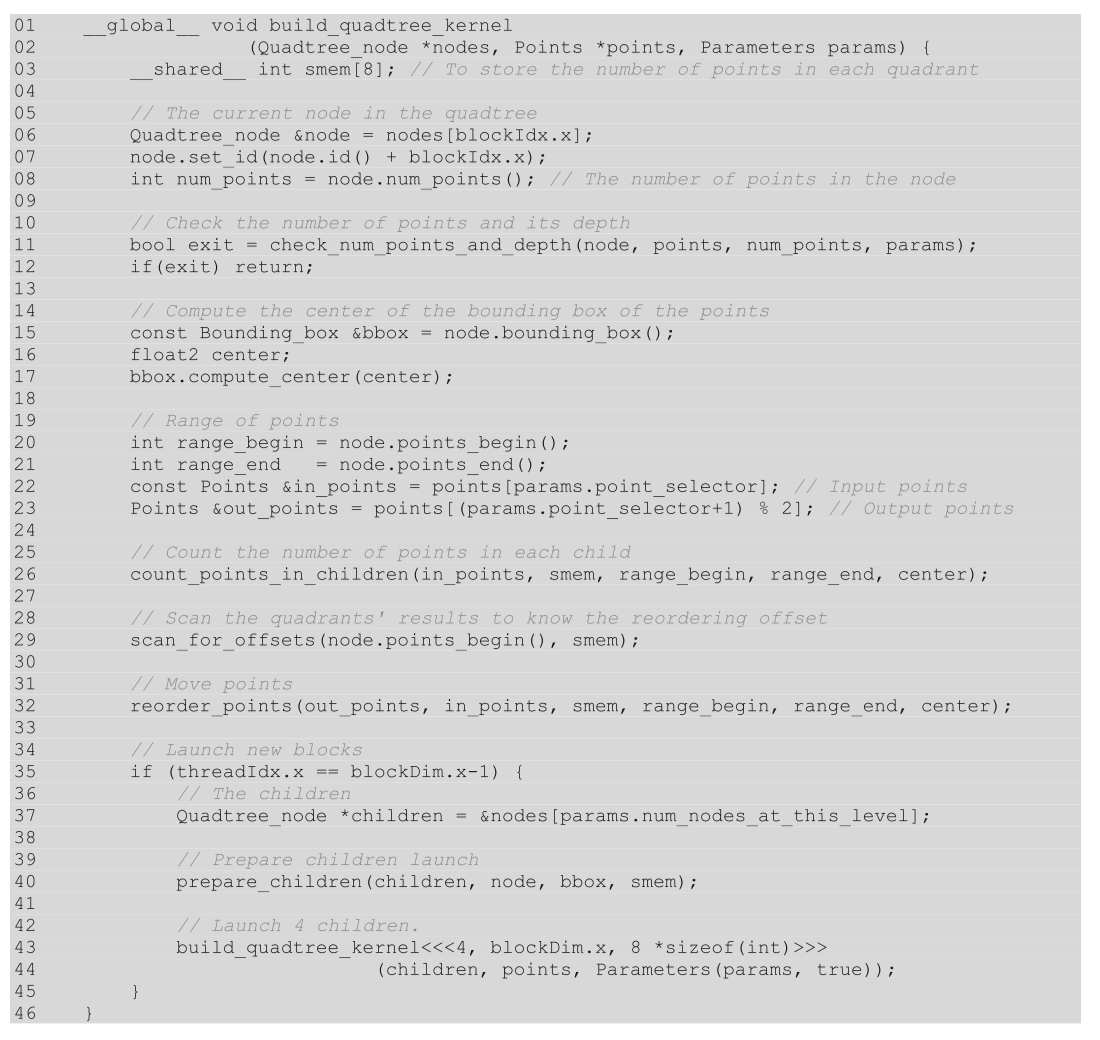 01 __global__ void build_quadtree_kernel
02 (Quadtree_node *nodes, Points *points, Parameters params) {
03 __shared__ int smem[8]; // To store the number of points in each quadrant
04
05 // The current node in the quadtree
06 Quadtree_node &node = nodes[blockIdx.x];
07 node.set_id(node.id() + blockIdx.x);
08 int num_points = node.num_points(); // The number of points in the node
09
10 // Check the number of points and its depth
11 bool exit = check_num_points_and_depth(node, points, num_points, params);
12 if(exit) return;
13
14 // Compute the center of the bounding box of the points
15 const Bounding_box &bbox = node.bounding_box();
16 float2 center;
17 bbox.compute_center(center);
18
19 // Range of points
20 int range_begin = node.points_begin();
21 int range_end   = node.points_end();
22 const Points &in_points = points[params.point_selector]; // Input points
23 Points &out_points = points[(params.point_selector+1) % 2]; // Output points
24
25 // Count the number of points in each child
26 count_points_in_children(in_points, smem, range_begin, range_end, center);
27
28 // Scan the quadrants' results to know the reordering offset
29 scan_for_offsets(node.points_begin(), smem);
30
31 // Move points
32 reorder_points(out_points, in_points, smem, range_begin, range_end, center);
33
34 // Launch new blocks
35 if (threadIdx.x == blockDim.x-1) {
36 // The children
37 Quadtree_node *children = &nodes[params.num_nodes_at_this_level];
38
39 // Prepare children launch
40 prepare_children(children, node, bbox, smem);
41
42 // Launch 4 children.
43 build_quadtree_kernel<<<4, blockDim.x, 8 *sizeof(int)>>>
44 (children, points, Parameters(params, true));
45 }
46 }